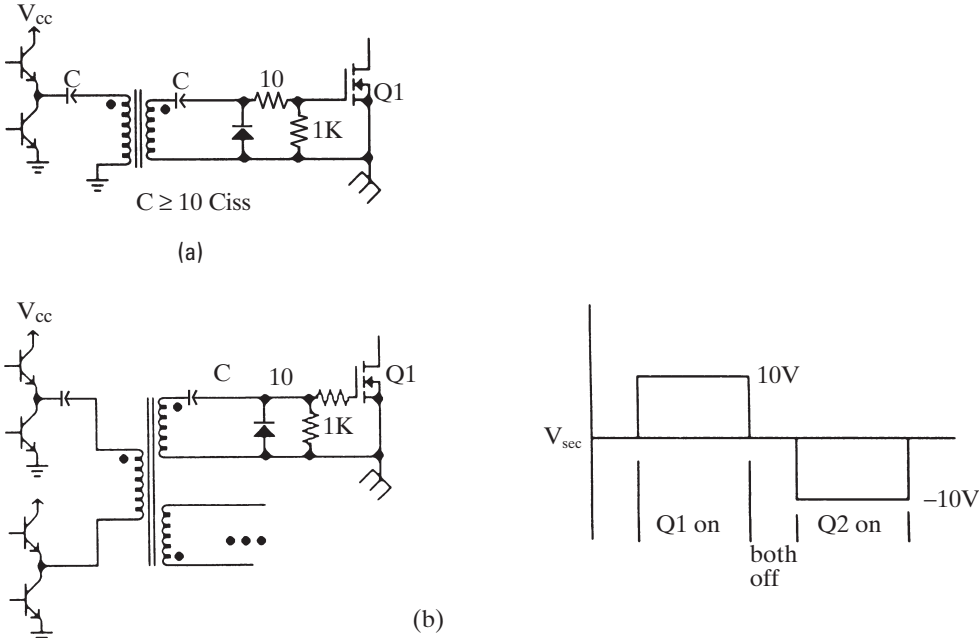 Vcc
C
C
10
Q1
1K
C ≥ 10 Ciss
(a)
Vcc
C
10
Q1
1K
10V
Vsec
–10V
Q1 on
Q2 on
both
off
(b)